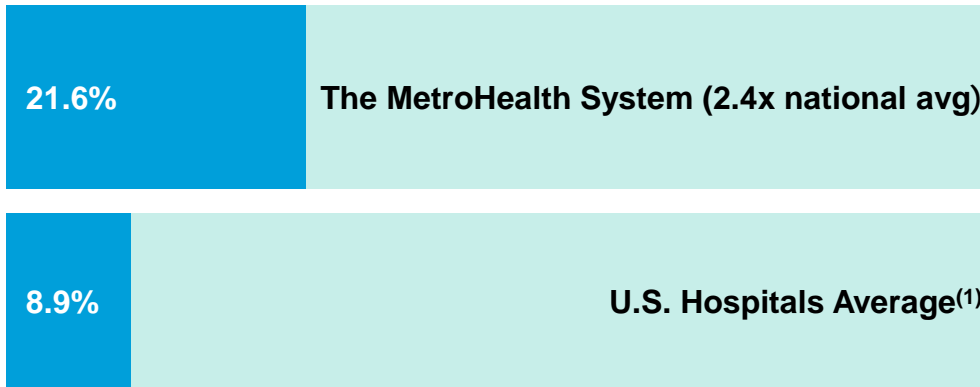 21.6% The MetroHealth System (2.4x national avg)
8.9% U.S. Hospitals Average(1)